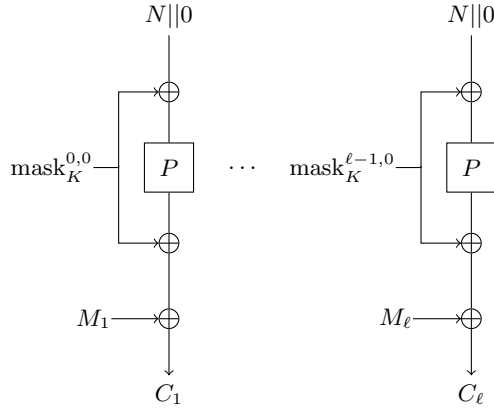 N||0 N||0
mask_K^{0,0} P ··· mask_K^{ℓ−1,0} P
M_1 M_ℓ
C_1 C_ℓ